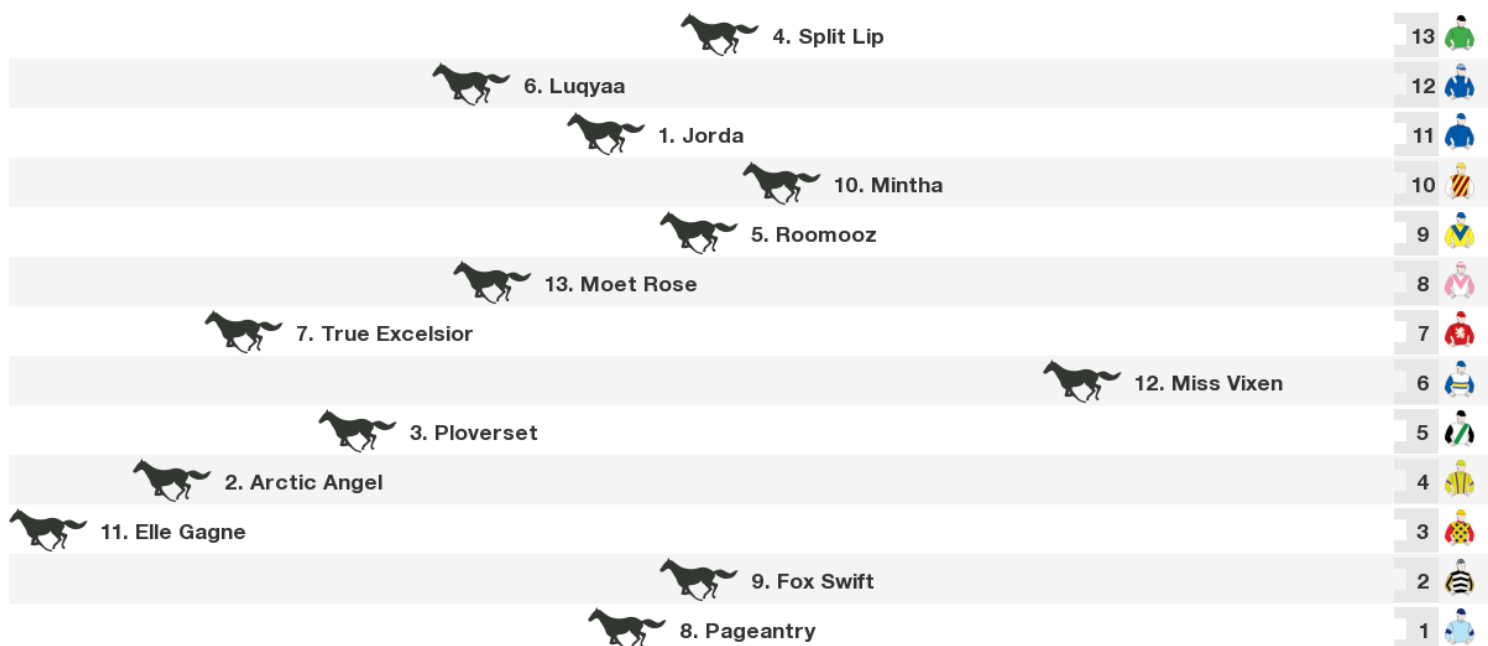 4. Split Lip 13
6. Luqyaa 12
1. Jorda 11
10. Mintha 10
5. Roomooz 9
13. Moet Rose 8
7. True Excelsior 7
12. Miss Vixen 6
3. Ploverset 5
2. Arctic Angel 4
11. Elle Gagne 3
9. Fox Swift 2
8. Pageantry 1